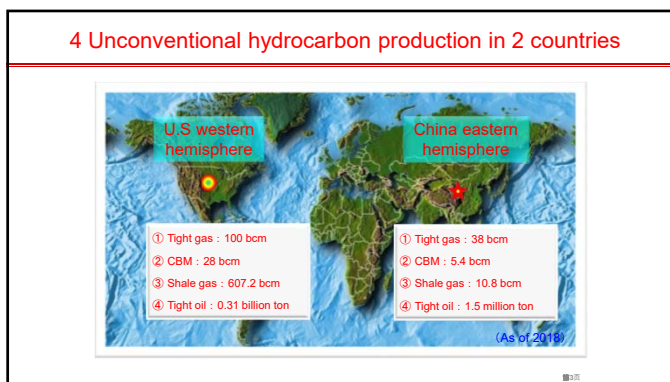 4 Unconventional hydrocarbon production in 2 countries
U.S western
hemisphere
China eastern
hemisphere
① Tight gas：100 bcm
② CBM：28 bcm
③ Shale gas：607.2 bcm
④ Tight oil：0.31 billion ton
① Tight gas：38 bcm
② CBM：5.4 bcm
③ Shale gas：10.8 bcm
④ Tight oil：1.5 million ton
（As of 2018）
第3页